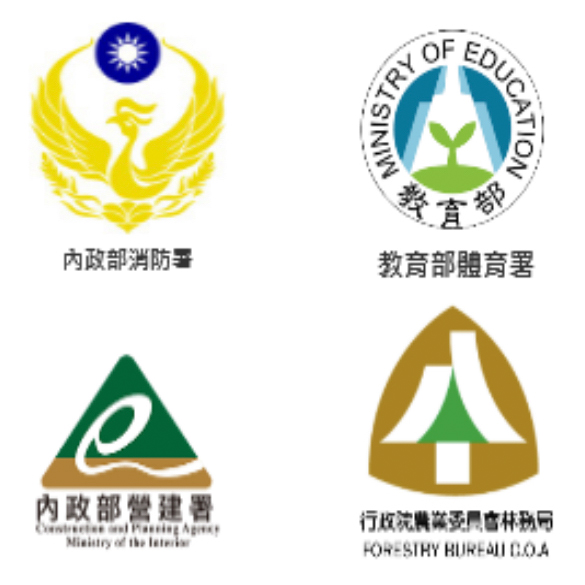 內政部消防署
MINISTRY OF EDUCATION
教育部
教育部體育署
內政部營建署
Construction and Planning Agency
Ministry of the Interior
行政院農業委員會林務局
FORESTRY BUREAU C.O.A